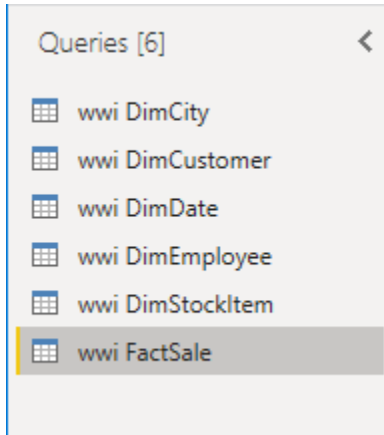 Queries [6]
wwi DimCity
wwi DimCustomer
wwi DimDate
wwi DimEmployee
wwi DimStockItem
wwi FactSale